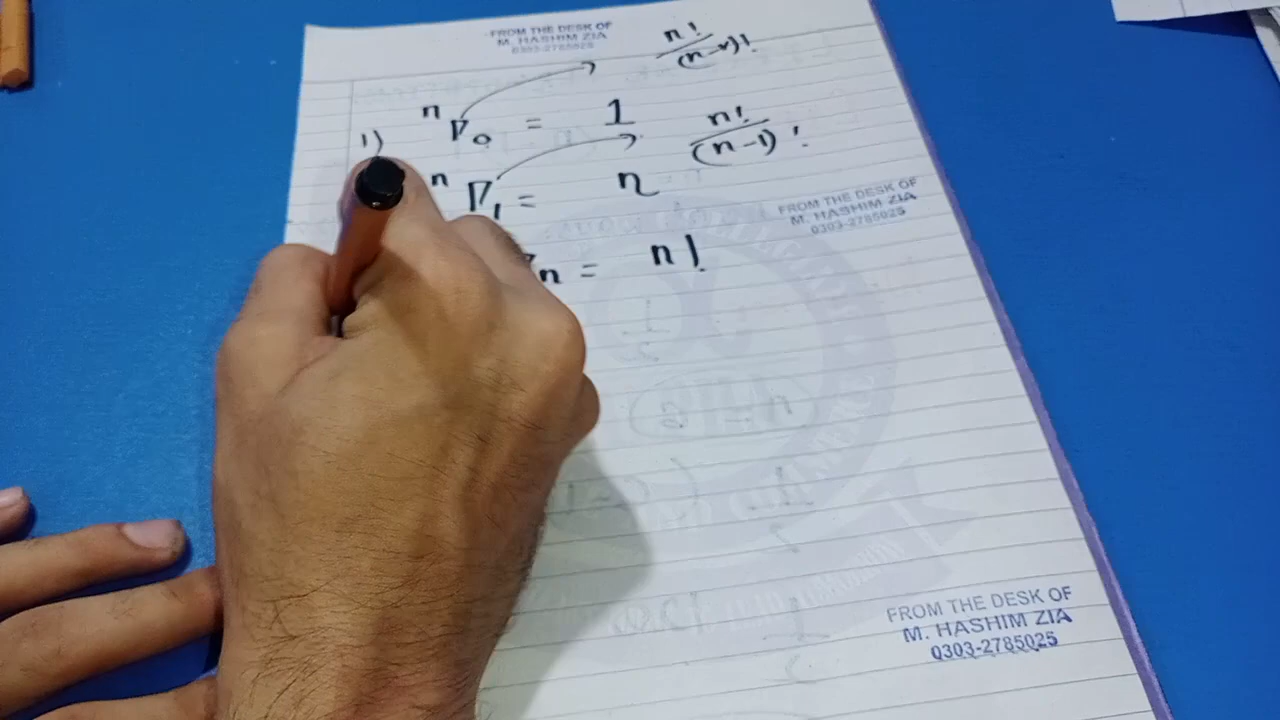 FROM THE DESK OF
M. HASHIM ZIA
0303-2785025
n!/(n-r)!
1) ⁿP₀ = 1 n!/(n-1)!
ⁿP₁ = n
FROM THE DESK OF
M. HASHIM ZIA
0303-2785025
n = n!
FROM THE DESK OF
M. HASHIM ZIA
0303-2785025